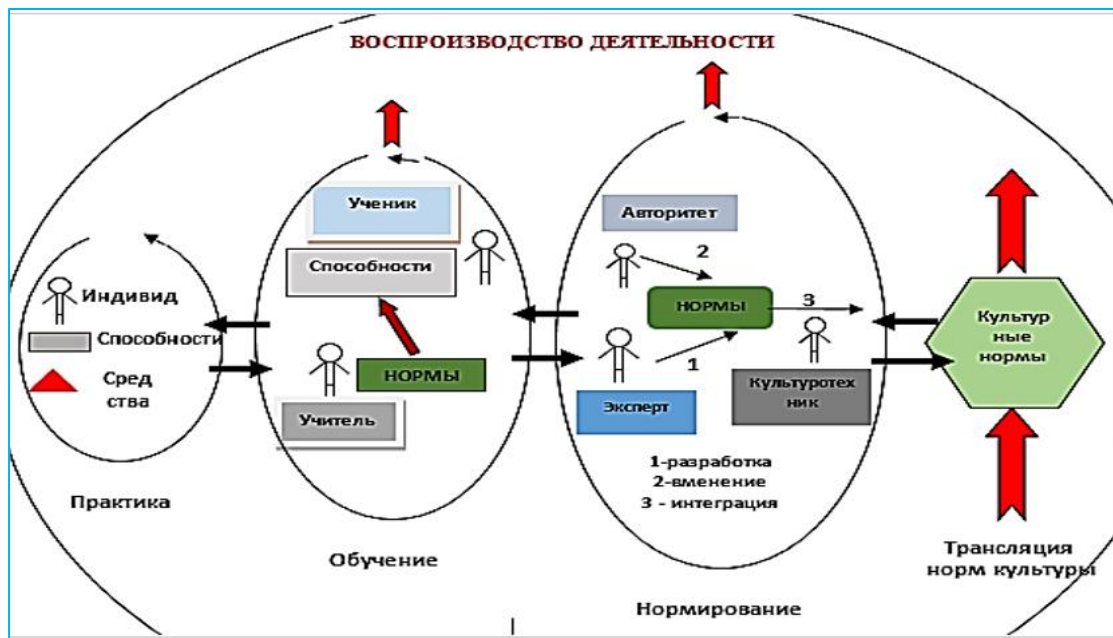 ВОСПРОИЗВОДСТВО ДЕЯТЕЛЬНОСТИ
Индивид
Способности
Сред
ства
Практика
Ученик
Способности
НОРМЫ
Учитель
Обучение
Авторитет
2
НОРМЫ
3
1
Эксперт
Культуротех
ник
1-разработка
2-вменение
3 - интеграция
Нормирование
Культур
ные
нормы
Трансляция
норм культуры